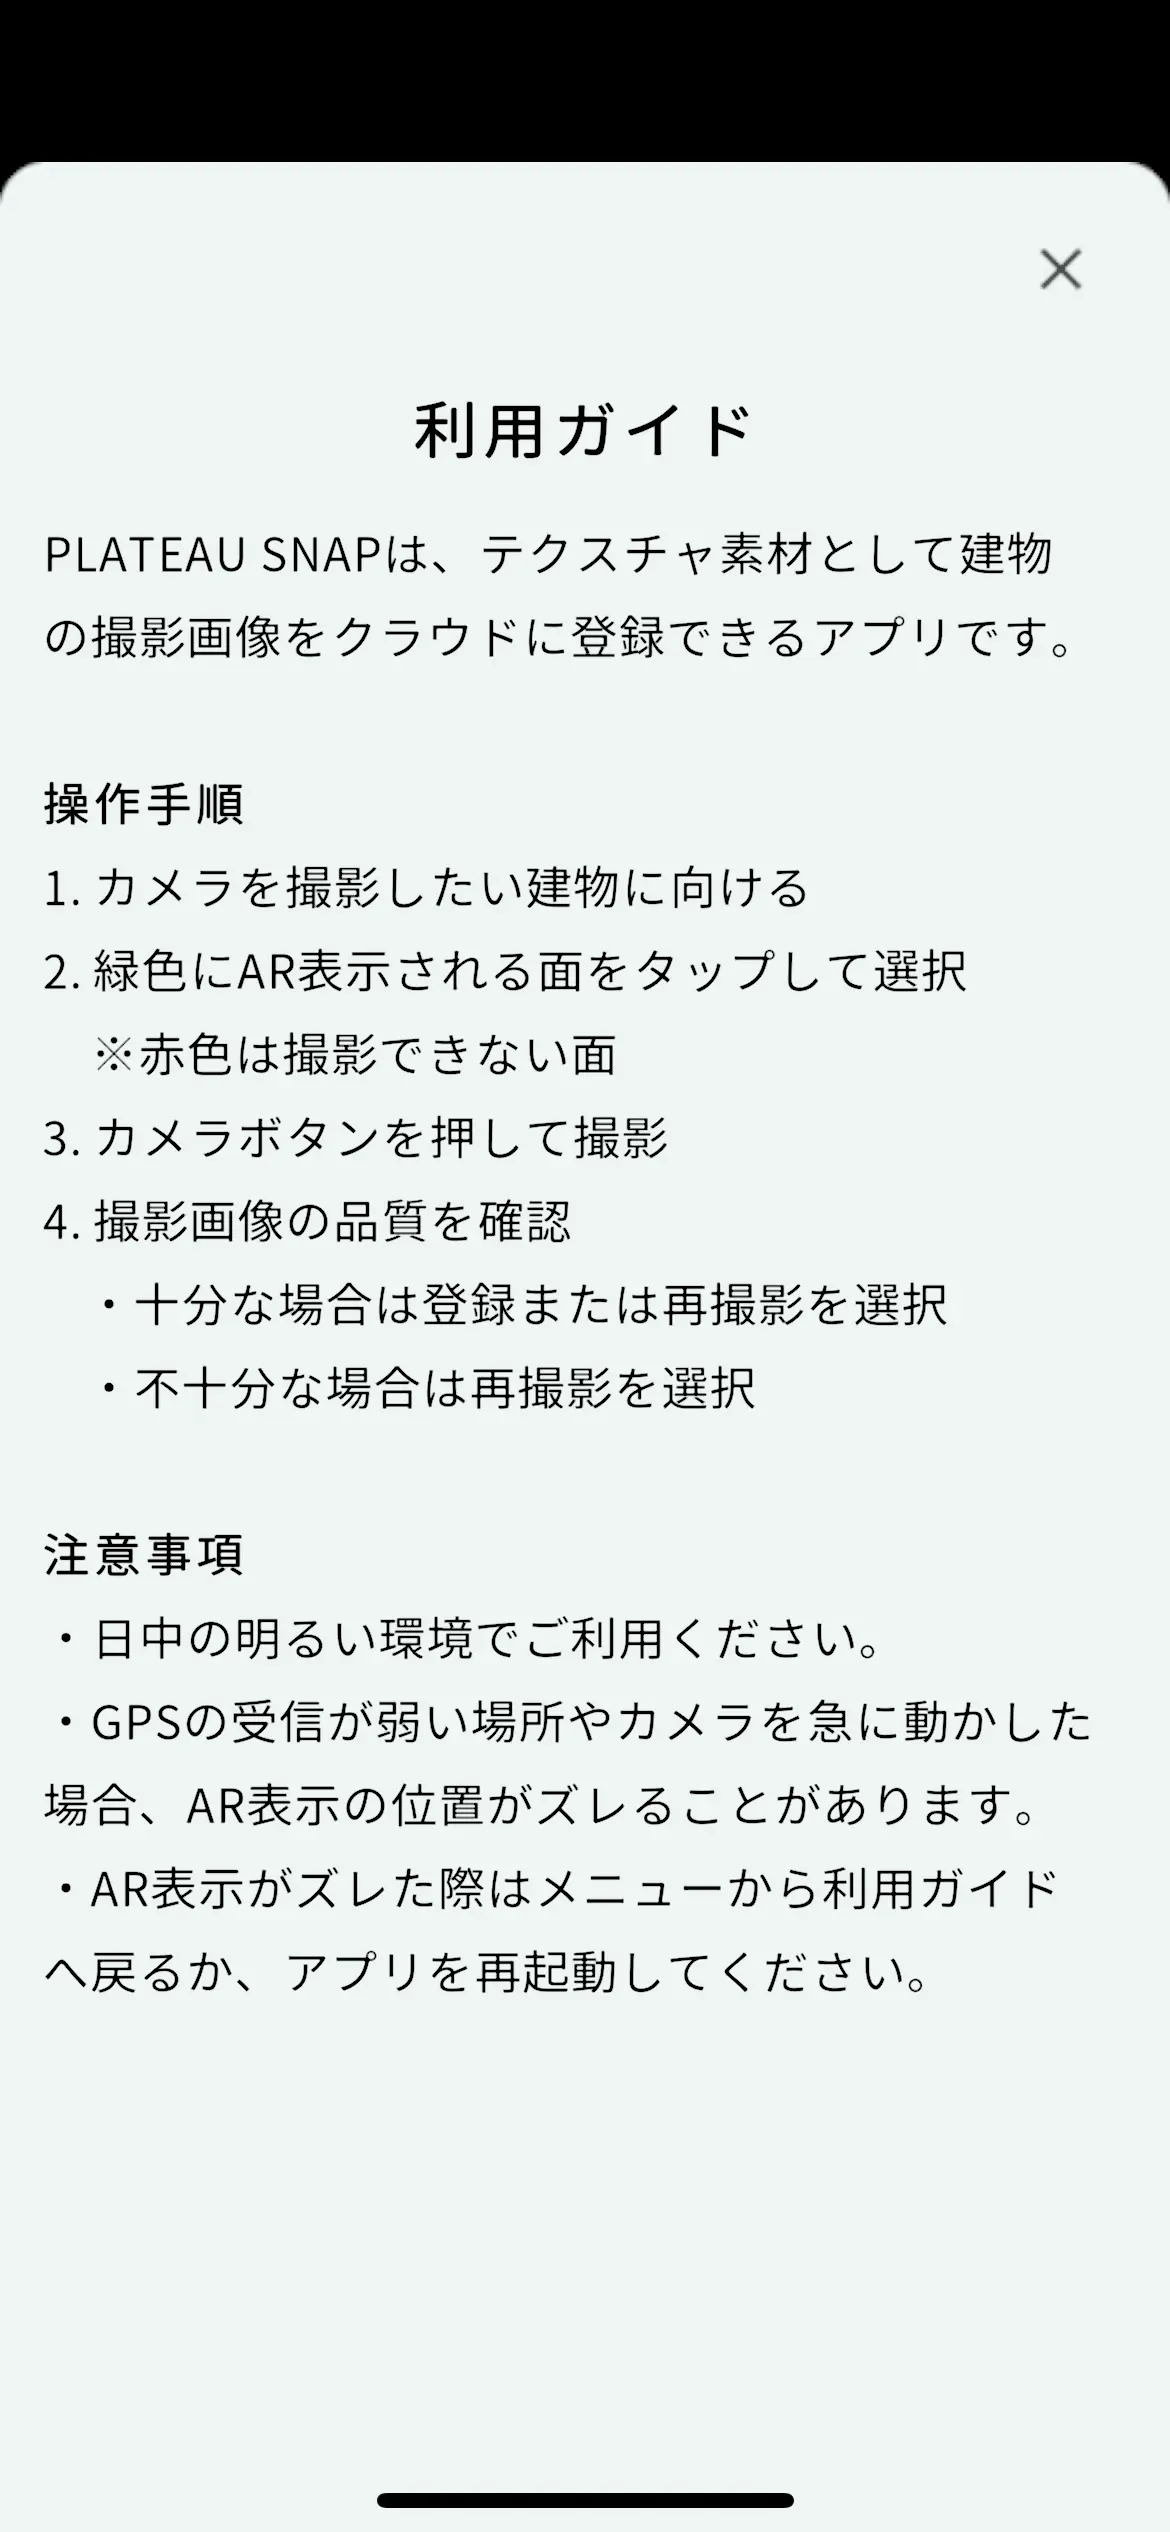 利用ガイド
PLATEAU SNAPは、テクスチャ素材として建物
の撮影画像をクラウドに登録できるアプリです。
操作手順
1. カメラを撮影したい建物に向ける
2. 緑色にAR表示される面をタップして選択
※赤色は撮影できない面
3. カメラボタンを押して撮影
4. 撮影画像の品質を確認
・十分な場合は登録または再撮影を選択
・不十分な場合は再撮影を選択
注意事項
・日中の明るい環境でご利用ください。
・GPSの受信が弱い場所やカメラを急に動かした
場合、AR表示の位置がズレることがあります。
・AR表示がズレた際はメニューから利用ガイド
へ戻るか、アプリを再起動してください。